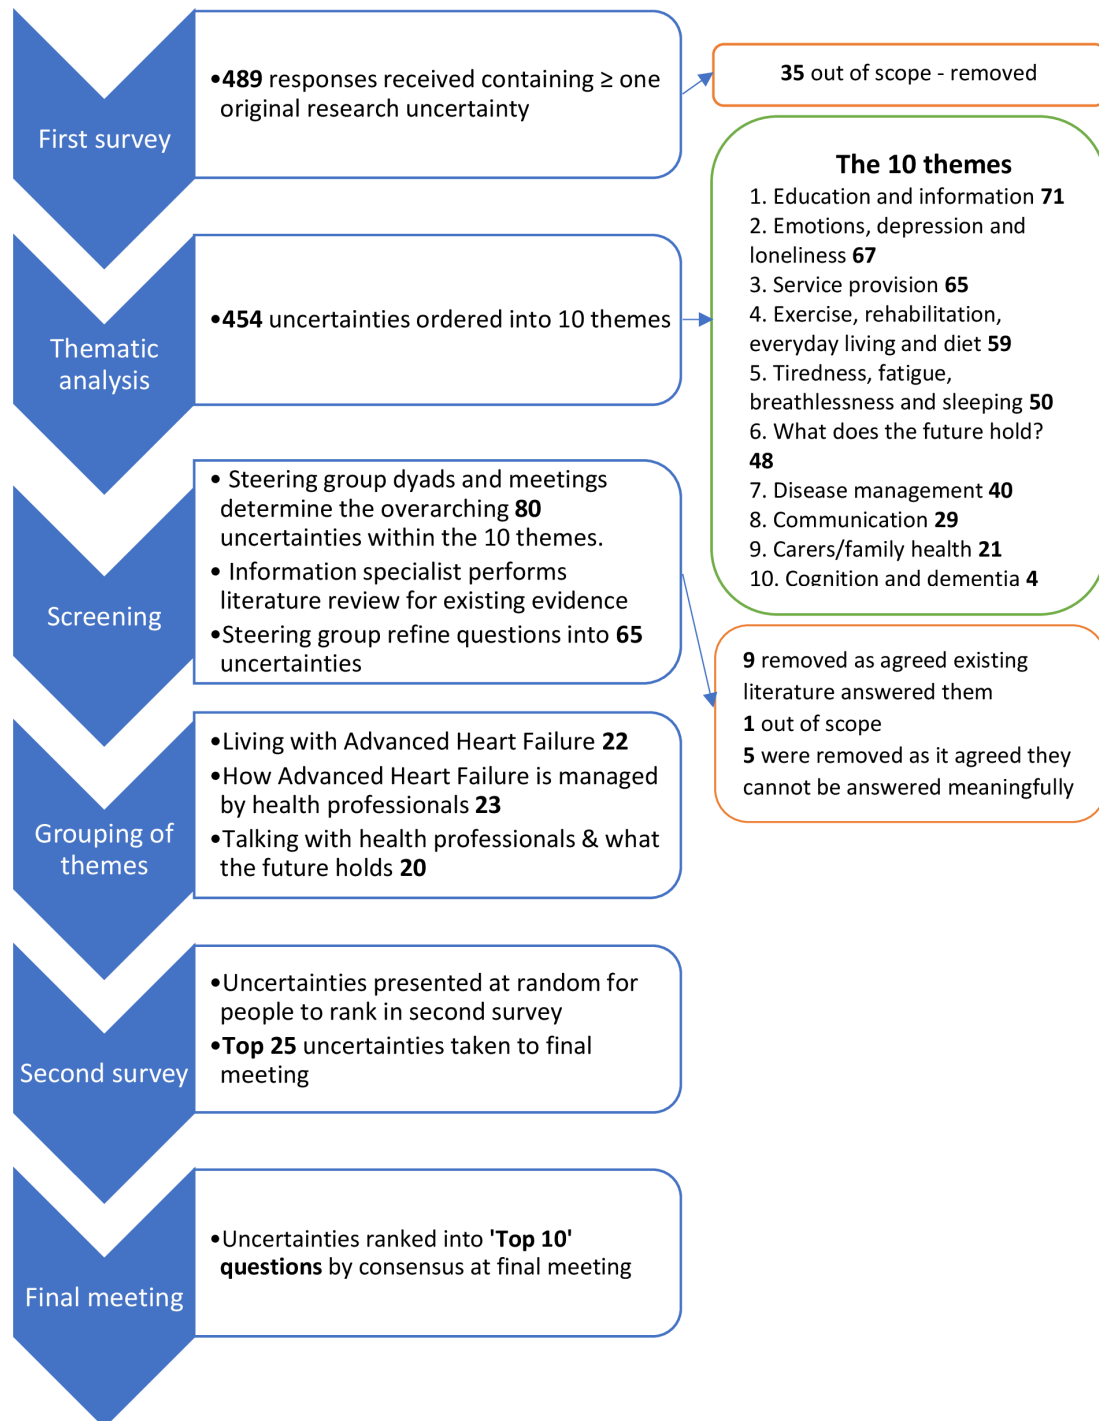 First survey
•489 responses received containing ≥ one
original research uncertainty
35 out of scope - removed
Thematic
analysis
•454 uncertainties ordered into 10 themes
The 10 themes
1. Education and information 71
2. Emotions, depression and
loneliness 67
3. Service provision 65
4. Exercise, rehabilitation,
everyday living and diet 59
5. Tiredness, fatigue,
breathlessness and sleeping 50
6. What does the future hold?
48
7. Disease management 40
8. Communication 29
9. Carers/family health 21
10. Cognition and dementia 4
Screening
• Steering group dyads and meetings
determine the overarching 80
uncertainties within the 10 themes.
• Information specialist performs
literature review for existing evidence
•Steering group refine questions into 65
uncertainties
9 removed as agreed existing
literature answered them
1 out of scope
5 were removed as it agreed they
cannot be answered meaningfully
Grouping of
themes
•Living with Advanced Heart Failure 22
•How Advanced Heart Failure is managed
by health professionals 23
•Talking with health professionals & what
the future holds 20
Second survey
•Uncertainties presented at random for
people to rank in second survey
•Top 25 uncertainties taken to final
meeting
Final meeting
•Uncertainties ranked into 'Top 10'
questions by consensus at final meeting